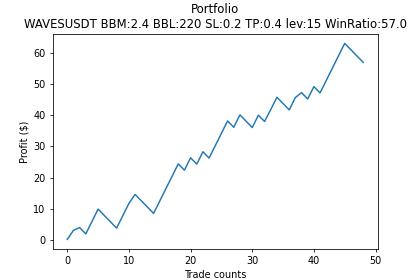 Portfolio
WAVESUSDT BBM:2.4 BBL:220 SL:0.2 TP:0.4 lev:15 WinRatio:57.0
60
50
40
30
20
10
0
Profit ($)
0 10 20 30 40 50
Trade counts